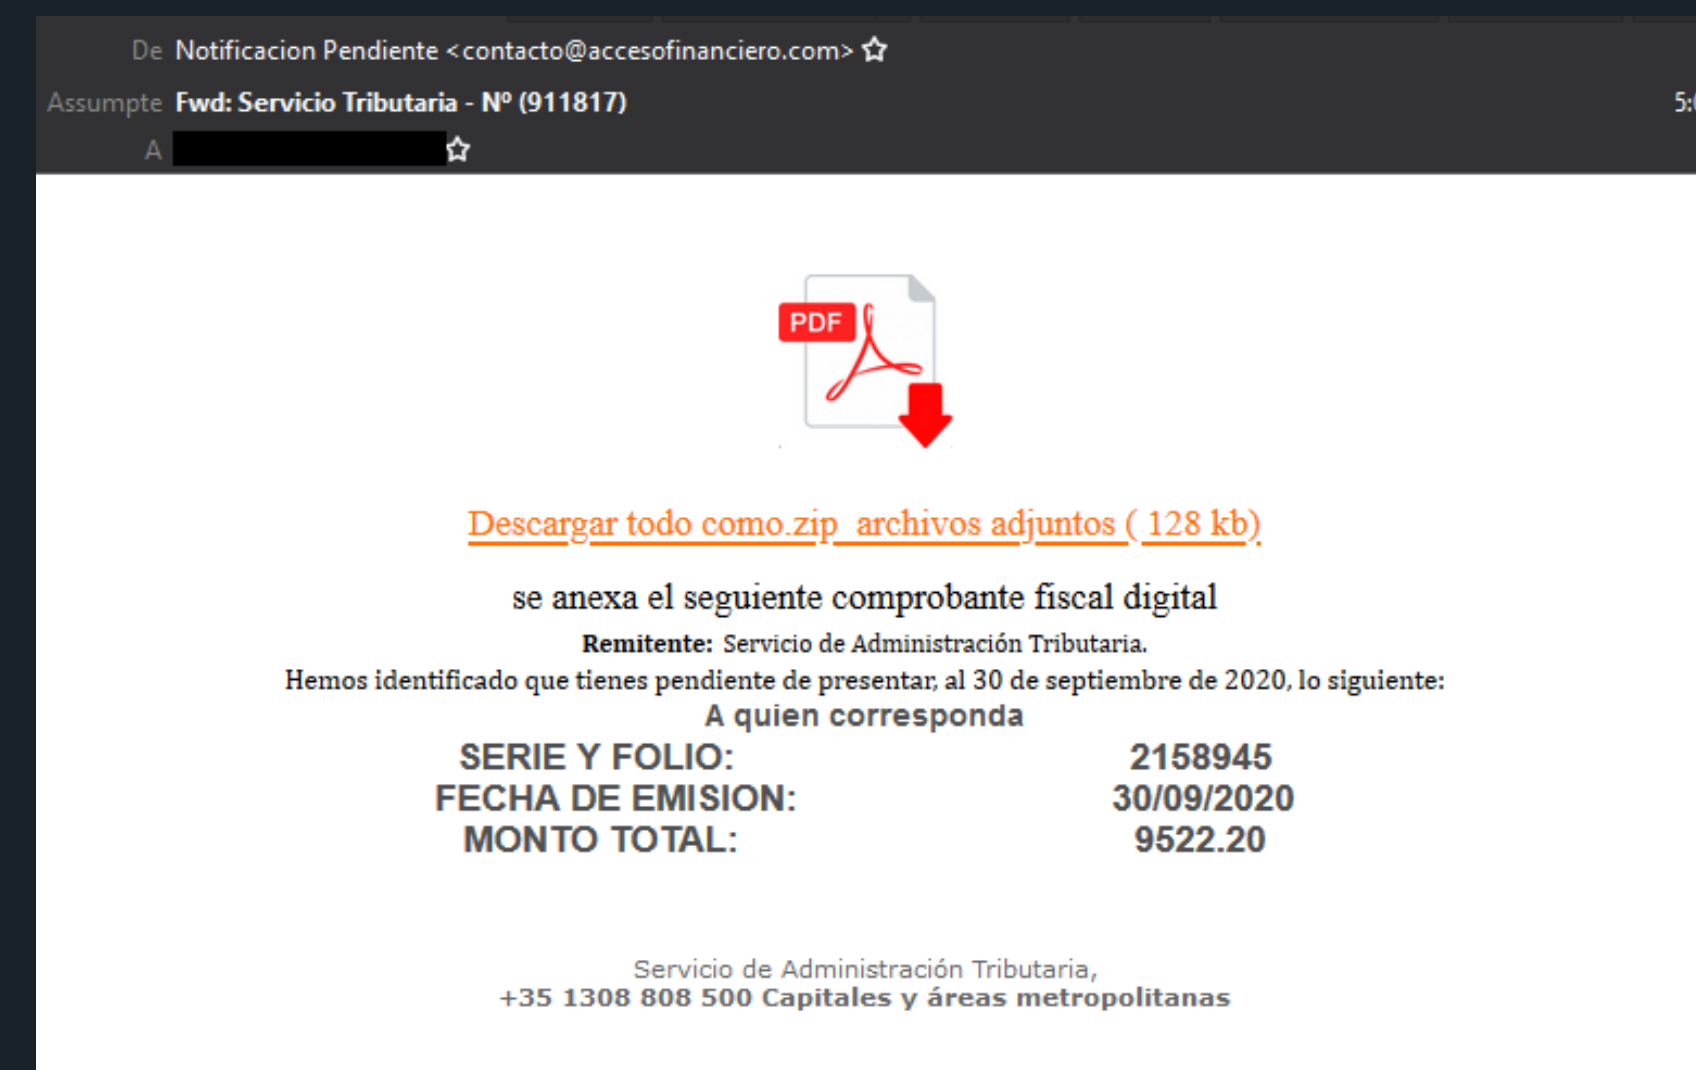 De Notificacion Pendiente <contacto@accesofinanciero.com>
Assumpte Fwd: Servicio Tributaria - Nº (911817)
5:
A
PDF
Descargar todo como.zip  archivos adjuntos ( 128 kb)
se anexa el seguiente comprobante fiscal digital
Remitente: Servicio de Administración Tributaria.
Hemos identificado que tienes pendiente de presentar, al 30 de septiembre de 2020, lo siguiente:
A quien corresponda
SERIE Y FOLIO: 2158945
FECHA DE EMISION: 30/09/2020
MONTO TOTAL: 9522.20
Servicio de Administración Tributaria,
+35 1308 808 500 Capitales y áreas metropolitanas